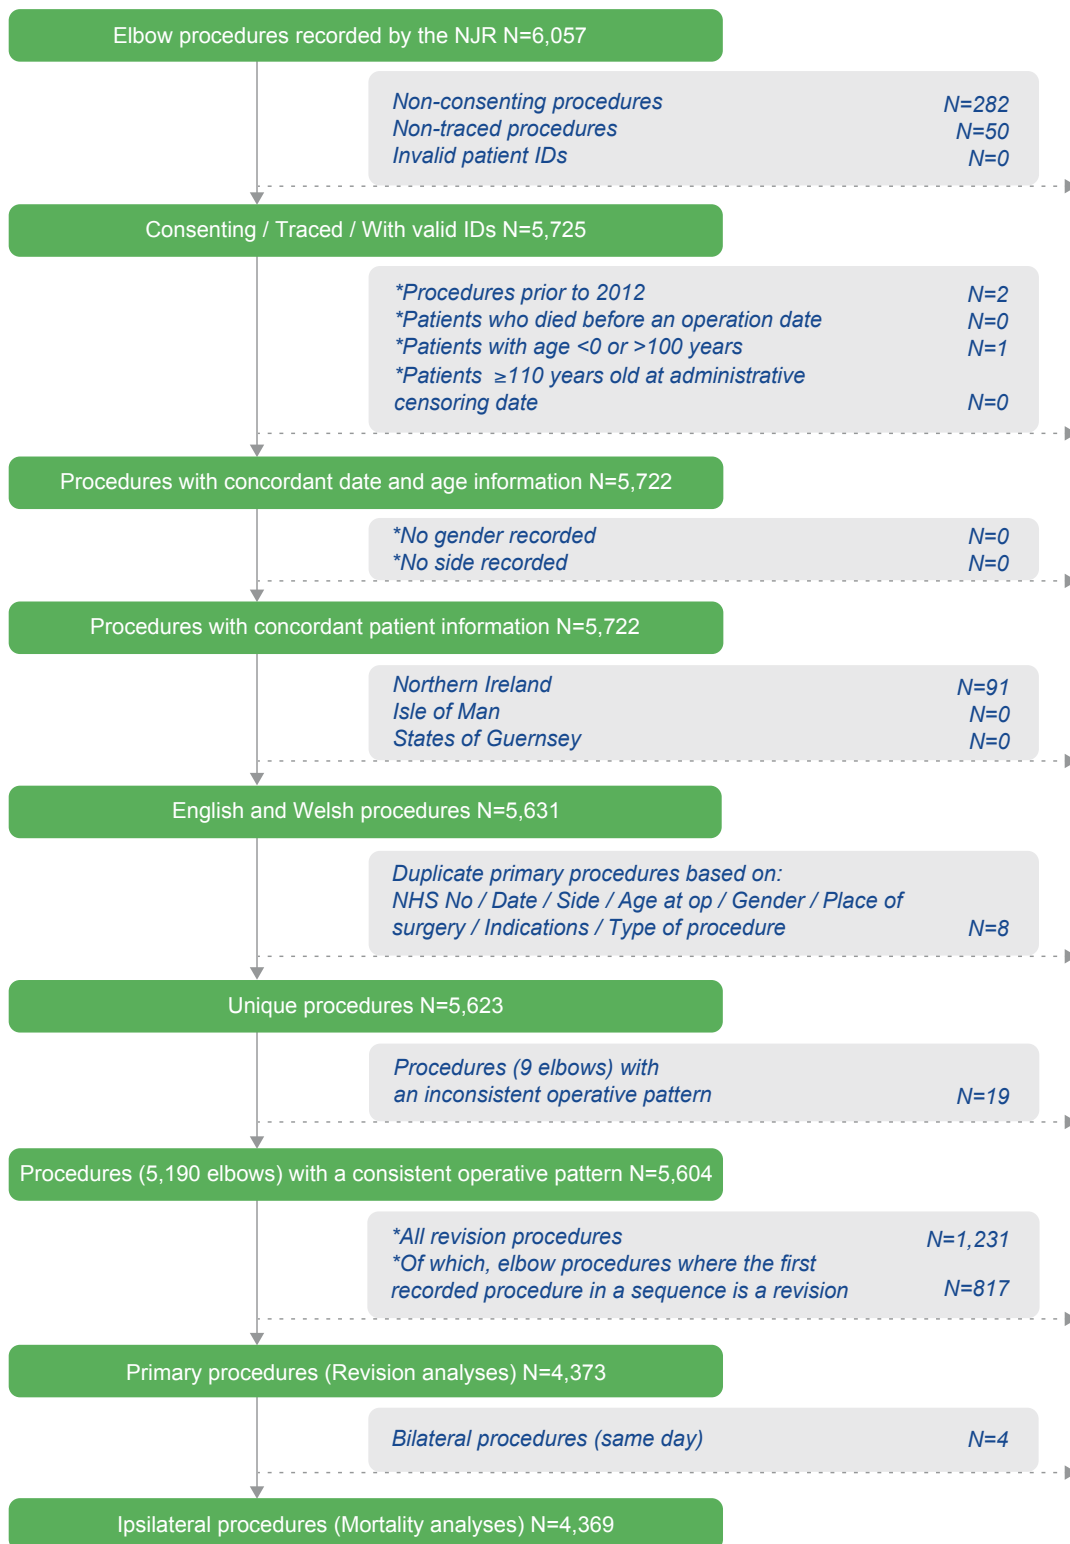 Elbow procedures recorded by the NJR N=6,057
Non-consenting procedures N=282
Non-traced procedures N=50
Invalid patient IDs N=0
Consenting / Traced / With valid IDs N=5,725
*Procedures prior to 2012 N=2
*Patients who died before an operation date N=0
*Patients with age <0 or >100 years N=1
*Patients ≥110 years old at administrative
censoring date N=0
Procedures with concordant date and age information N=5,722
*No gender recorded N=0
*No side recorded N=0
Procedures with concordant patient information N=5,722
Northern Ireland N=91
Isle of Man N=0
States of Guernsey N=0
English and Welsh procedures N=5,631
Duplicate primary procedures based on:
NHS No / Date / Side / Age at op / Gender / Place of
surgery / Indications / Type of procedure N=8
Unique procedures N=5,623
Procedures (9 elbows) with
an inconsistent operative pattern N=19
Procedures (5,190 elbows) with a consistent operative pattern N=5,604
*All revision procedures N=1,231
*Of which, elbow procedures where the first
recorded procedure in a sequence is a revision N=817
Primary procedures (Revision analyses) N=4,373
Bilateral procedures (same day) N=4
Ipsilateral procedures (Mortality analyses) N=4,369